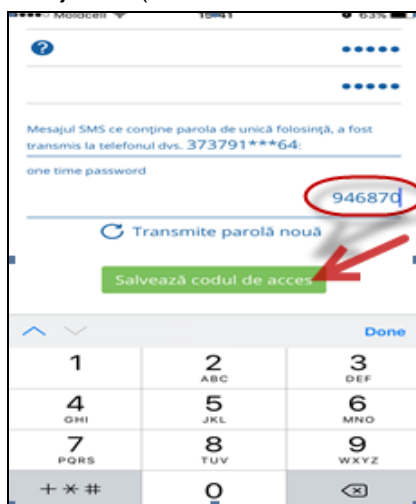 Moldcell 15:41 63%
?
•••••
•••••
Mesajul SMS ce conține parola de unică folosință, a fost
transmis la telefonul dvs. 373791***64:
one time password
946870
Transmite parolă nouă
Salvează codul de acces
Done
1 2 3
ABC DEF
4 5 6
GHI JKL MNO
7 8 9
PQRS TUV WXYZ
+*# 0